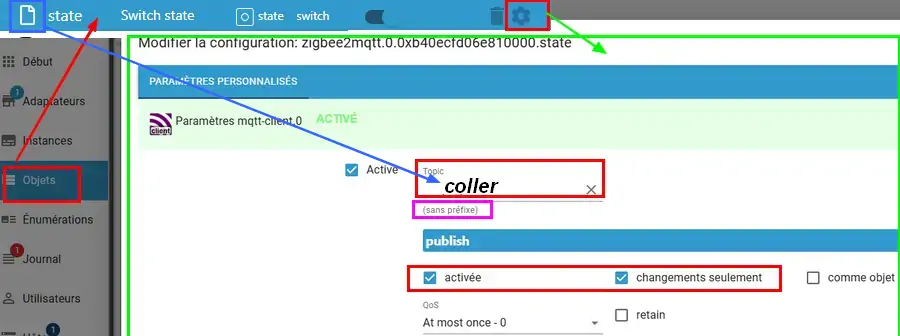 state Switch state state switch
Modifier la configuration: zigbee2mqtt.0.0xb40ecfd06e810000.state
Début
PARAMÈTRES PERSONNALISÉS
1
Adaptateurs
client Paramètres mqtt-client.0 ACTIVÉ
Instances
Active
Topic
Objets
coller
(sans préfixe)
Énumérations
publish
1
Journal
activée changements seulement comme objet
Utilisateurs
QoS
At most once - 0 retain
1